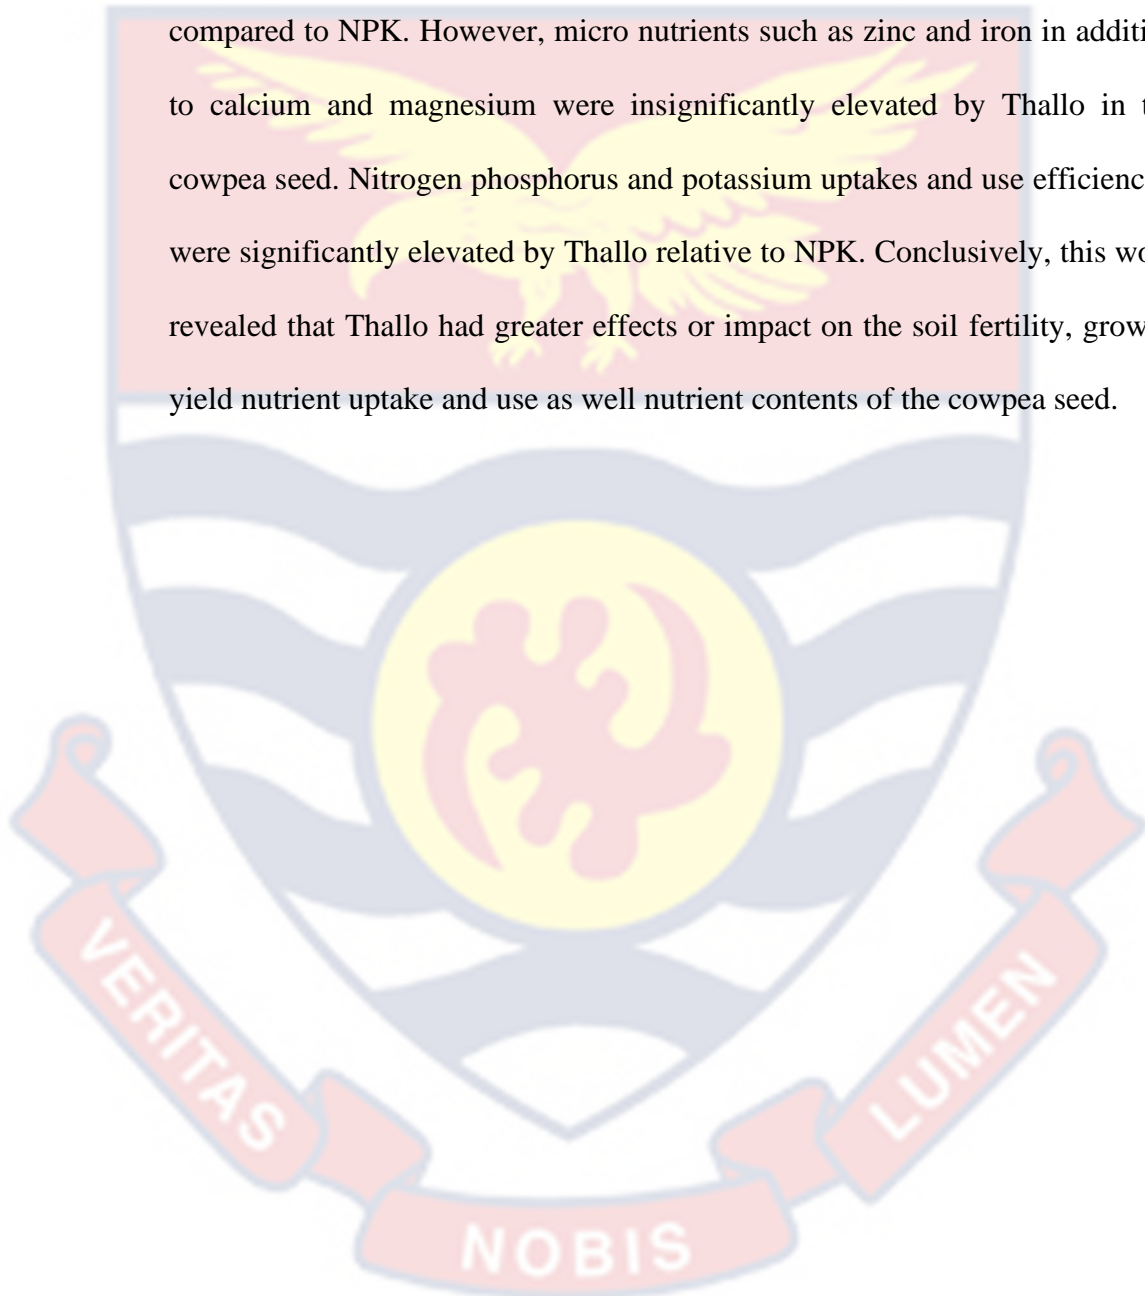 compared to NPK. However, micro nutrients such as zinc and iron in additi
to calcium and magnesium were insignificantly elevated by Thallo in t
cowpea seed. Nitrogen phosphorus and potassium uptakes and use efficienc
were significantly elevated by Thallo relative to NPK. Conclusively, this wo
revealed that Thallo had greater effects or impact on the soil fertility, grow
yield nutrient uptake and use as well nutrient contents of the cowpea seed.
VERITAS
NOBIS
LUMEN